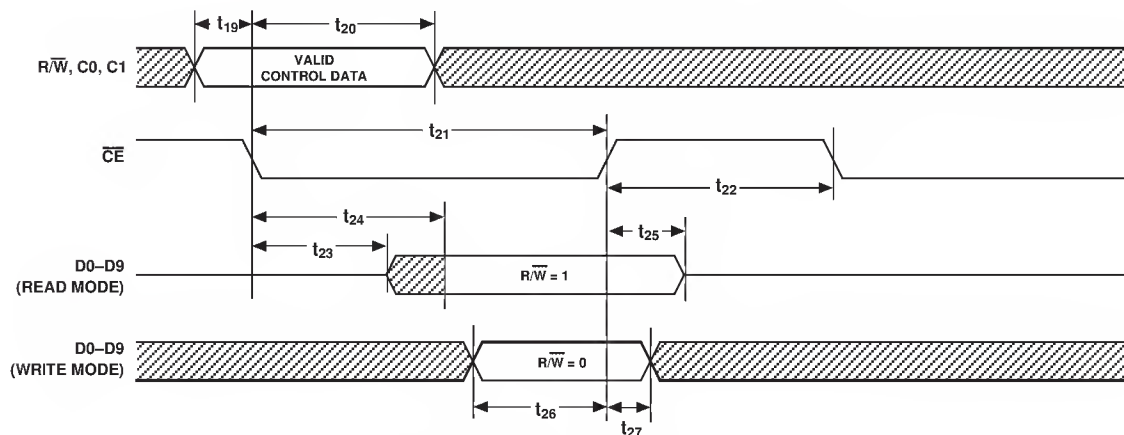 t19
t20
R/W̅, C0, C1
VALID
CONTROL DATA
t21
C̅E̅
t22
t24
t23
t25
D0–D9
(READ MODE)
R/W̅ = 1
D0–D9
(WRITE MODE)
R/W̅ = 0
t26
t27